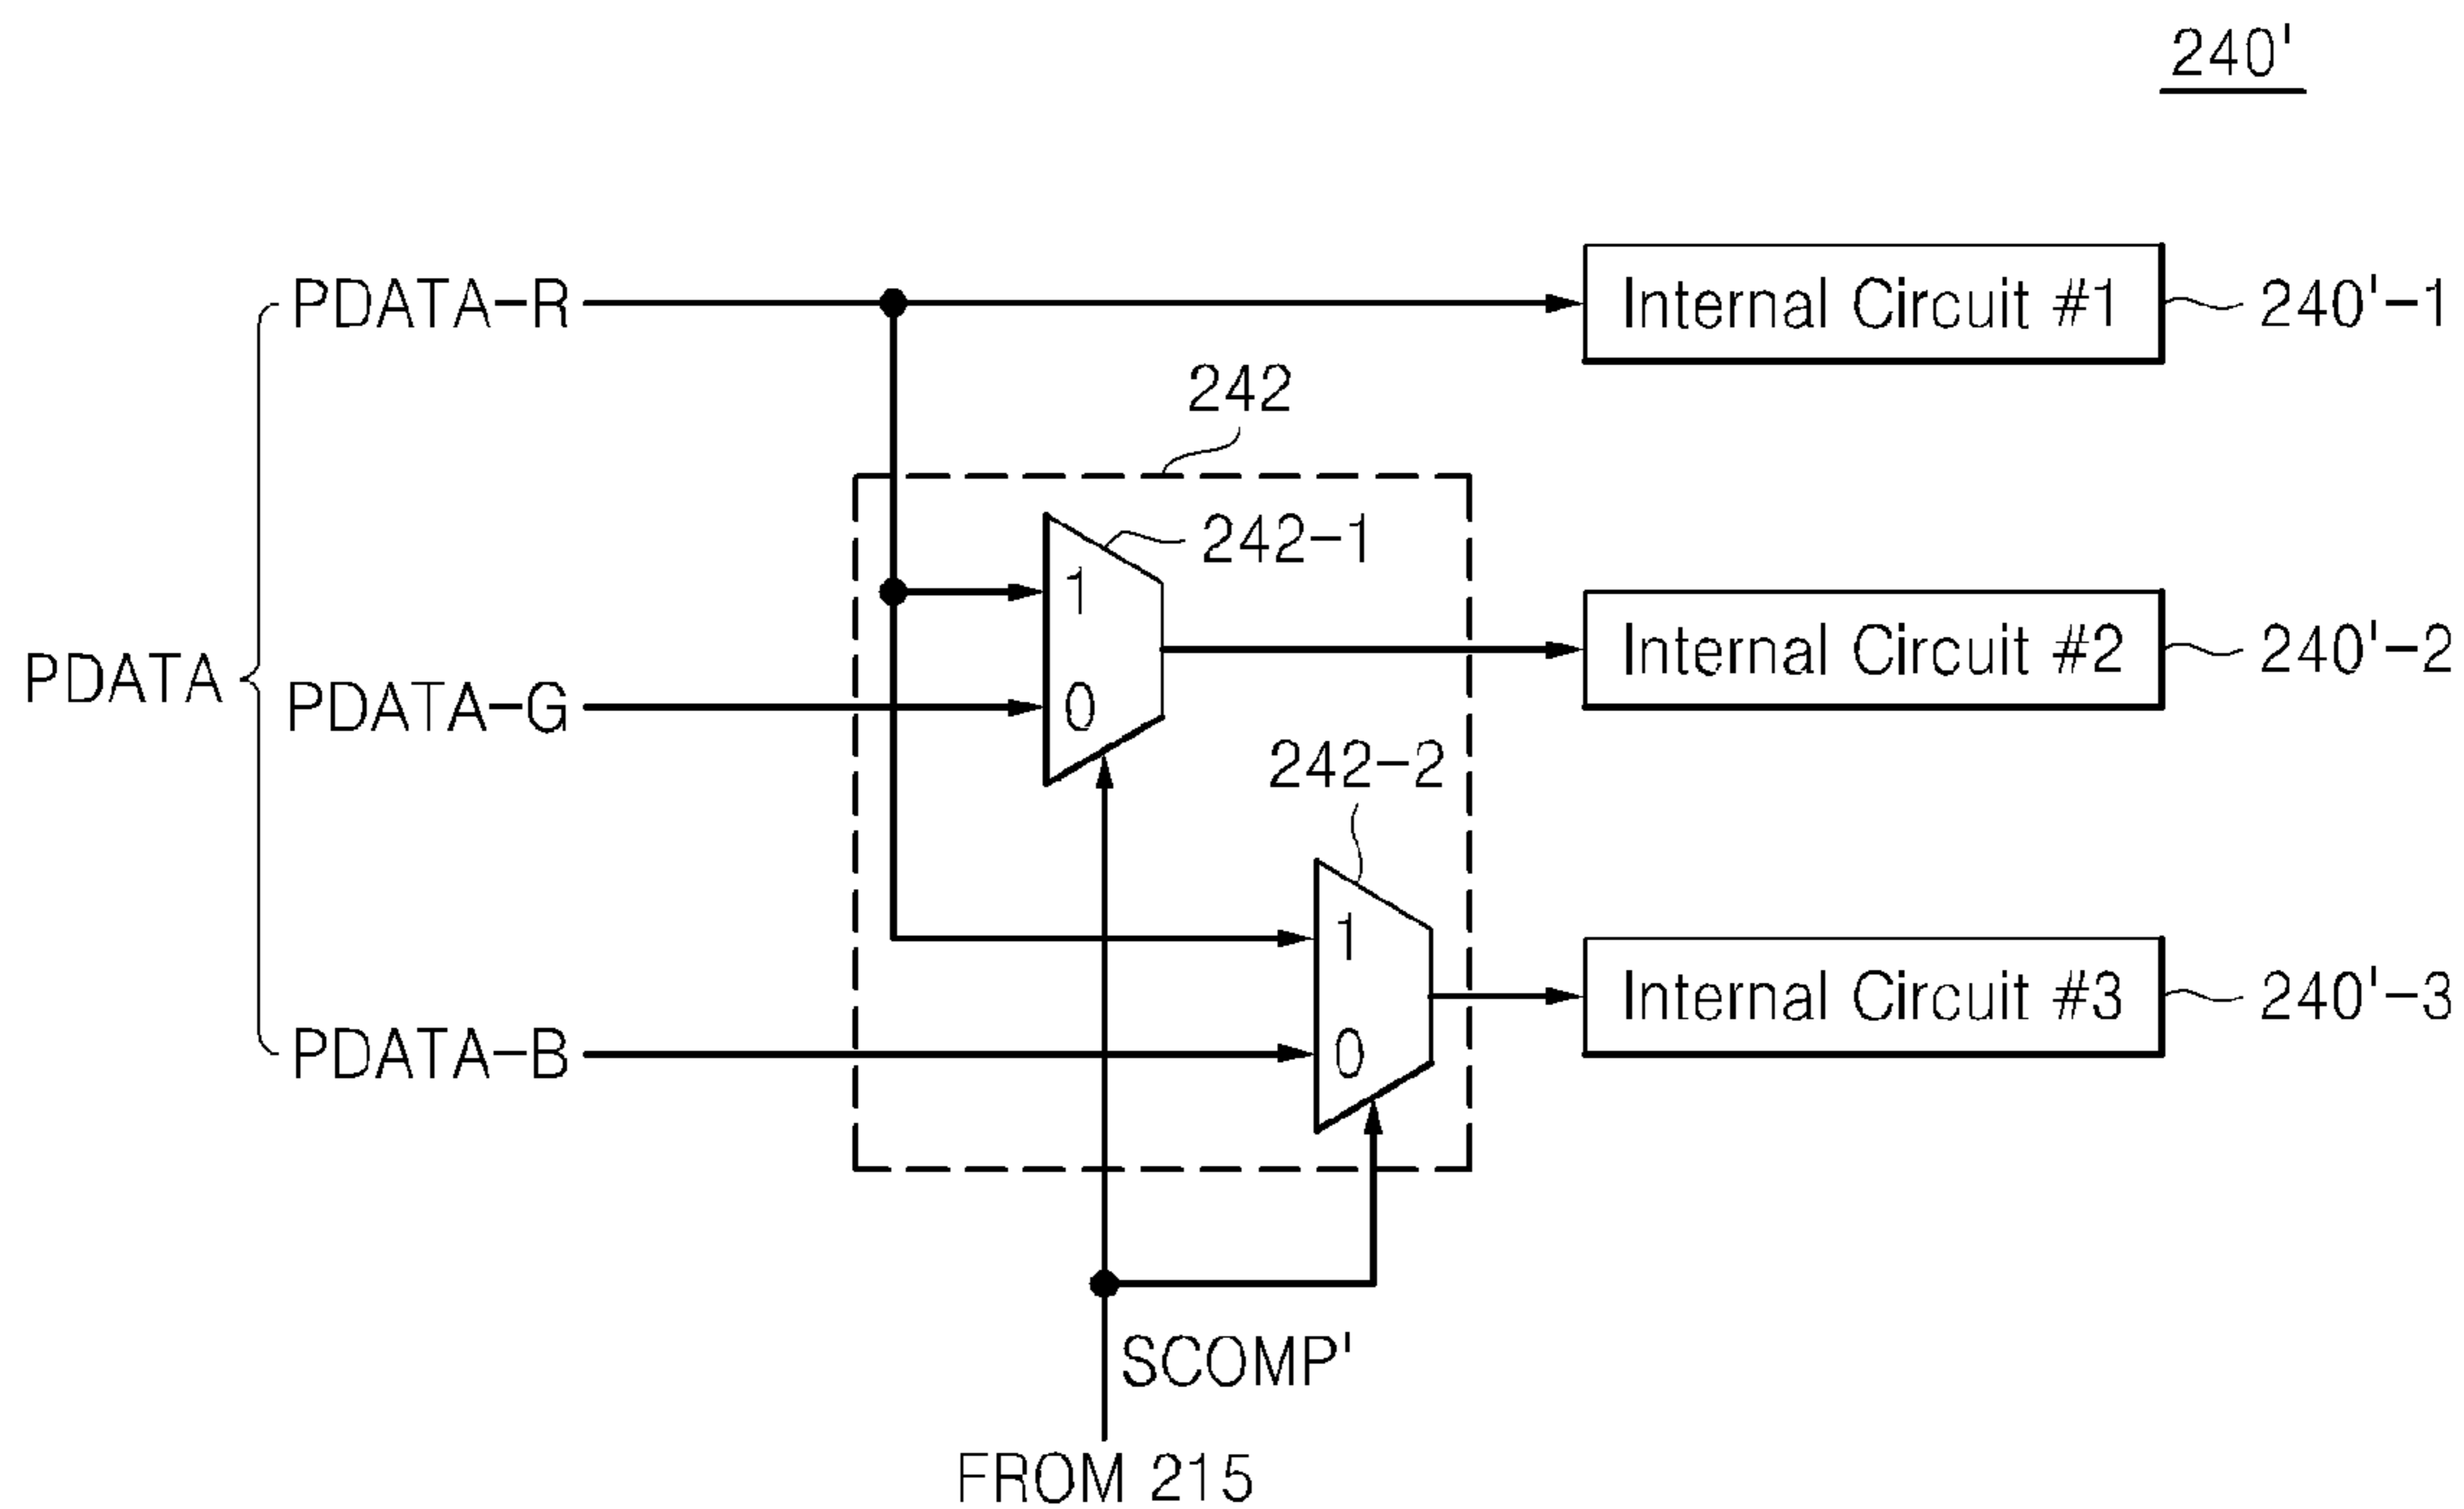 240'
PDATA-R
Internal Circuit #1
240'-1
242
242-1
1
Internal Circuit #2
240'-2
PDATA
PDATA-G
0
242-2
1
Internal Circuit #3
240'-3
PDATA-B
0
SCOMP'
FROM 215